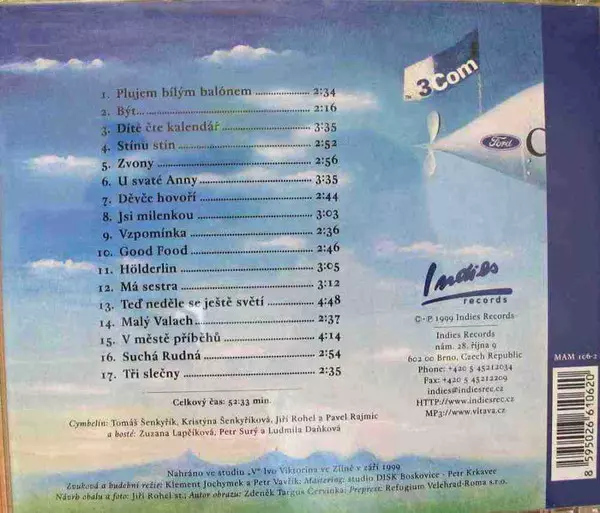 3Com
Ford
1. Plujem bílým balónem 2:34
2. Být... 2:16
3. Dítě čte kalendář 3:35
4. Stínu stín 2:52
5. Zvony 2:56
6. U svaté Anny 3:35
7. Děvče hovoří 2:44
8. Jsi milenkou 3:03
9. Vzpomínka 2:36
10. Good Food 2:46
11. Hölderlin 3:05
12. Má sestra 3:12
13. Teď neděle se ještě světí 4:48
14. Malý Valach 2:37
15. V městě příběhů 3:14
16. Suchá Rudná 2:54
17. Tři slečny 2:35
Celkový čas: 52:33 min.
Cymbelín: Tomáš Šenkyřík, Kristýna Šenkyříková, Jiří Rohel a Pavel Rajmic
a hosté: Zuzana Lapčíková, Petr Surý a Ludmila Daňková
Nahráno ve studiu „V“ Ivo Viktorina ve Zlíně v září 1999
Zvuková a hudební režie: Klement Jochymek a Petr Vavřík Mastering: studio DISK Boskovice - Petr Krkavec
Návrh obalu a foto: Jiří Rohel st.; Autor obrazu: Zdeněk Targus Červinka; Prepress: Refugium Velehrad-Roma s.r.o.
Indies
records
© · P 1999 Indies Records
Indies Records
nám. 28. října 9
602 00 Brno, Czech Republic
Phone: +420 5 45212034
Fax: +420 5 45212209
indies@indiesrec.cz
HTTP://www.indiesrec.cz
MP3://www.vltava.cz
MAM 106-2
8 595026 610620